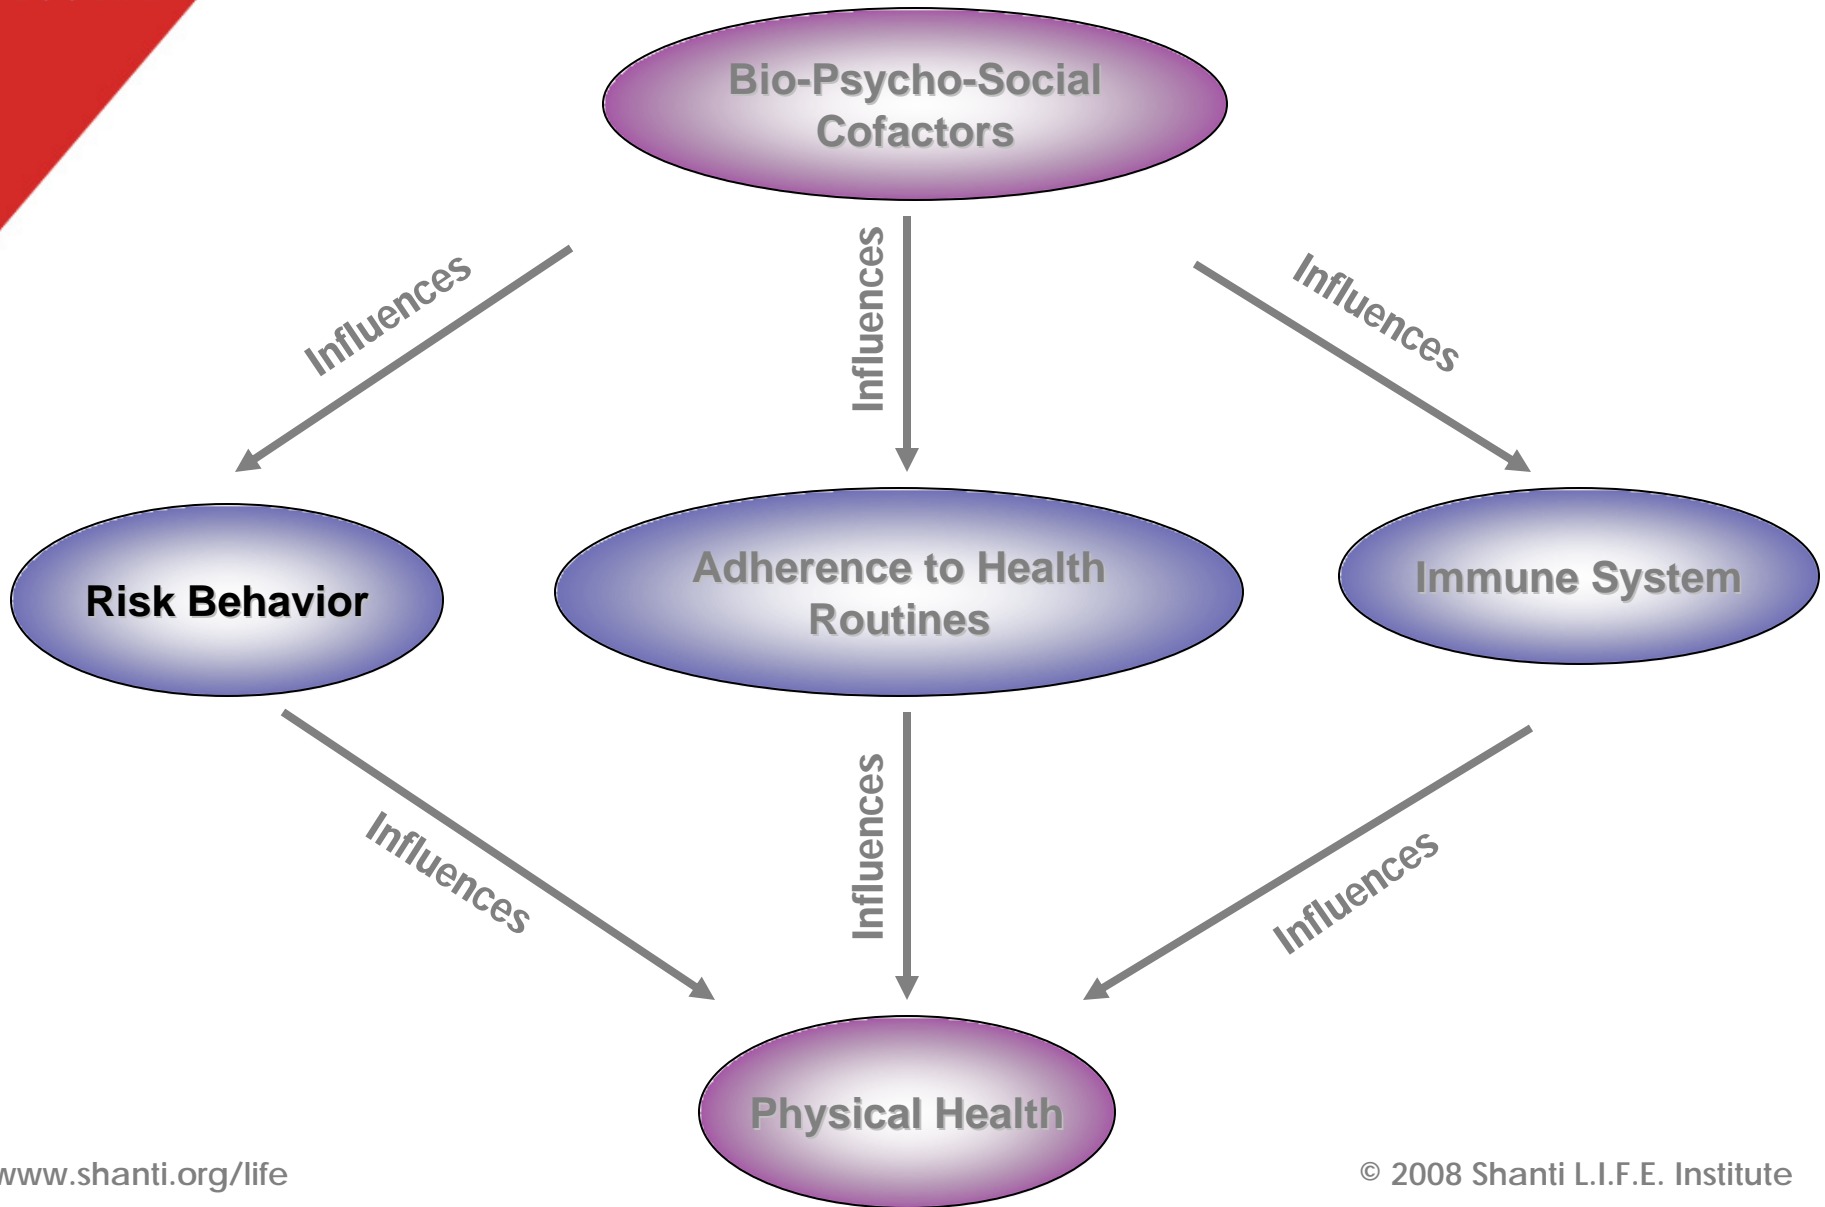 Bio-Psycho-Social
Cofactors
Influences
Influences
Influences
Risk Behavior
Adherence to Health
Routines
Immune System
Influences
Influences
Influences
Physical Health
www.shanti.org/life
© 2008 Shanti L.I.F.E. Institute